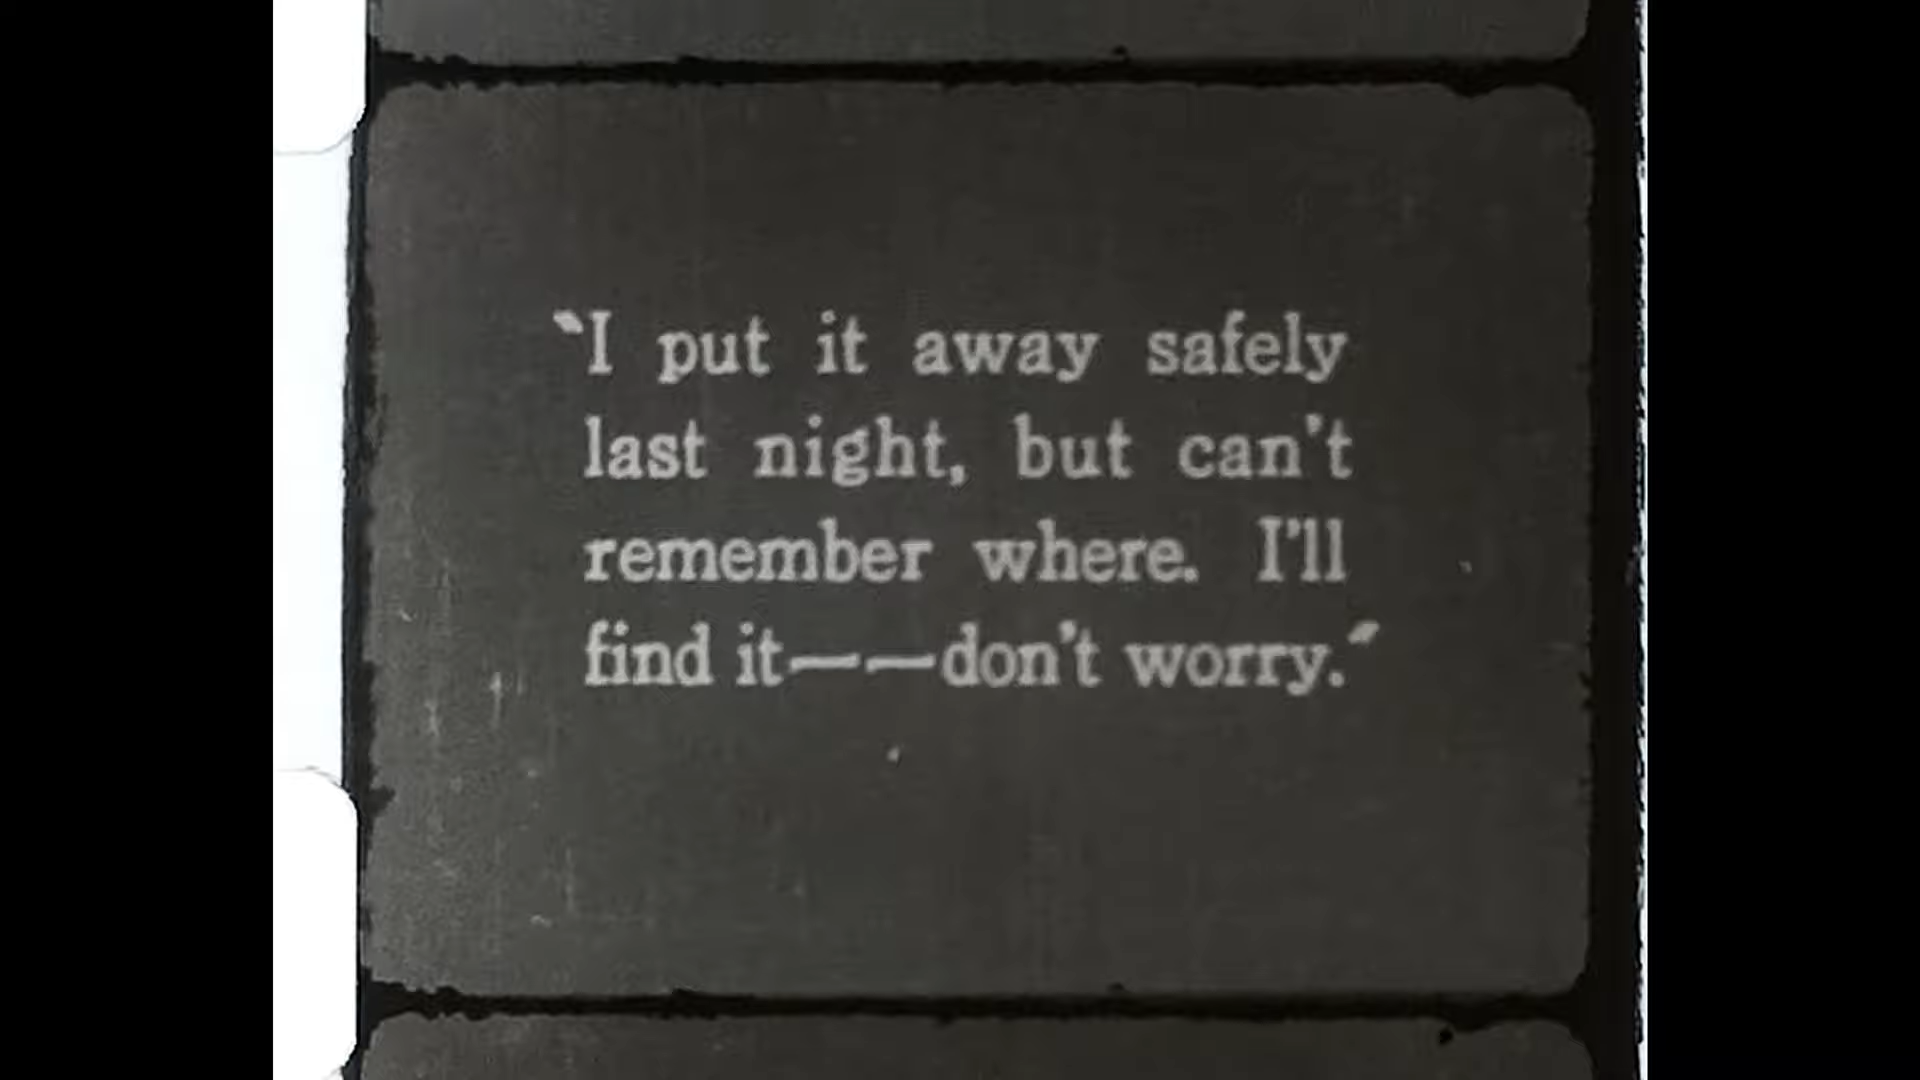 "I put it away safely
last night, but can't
remember where. I'll
find it——don't worry."